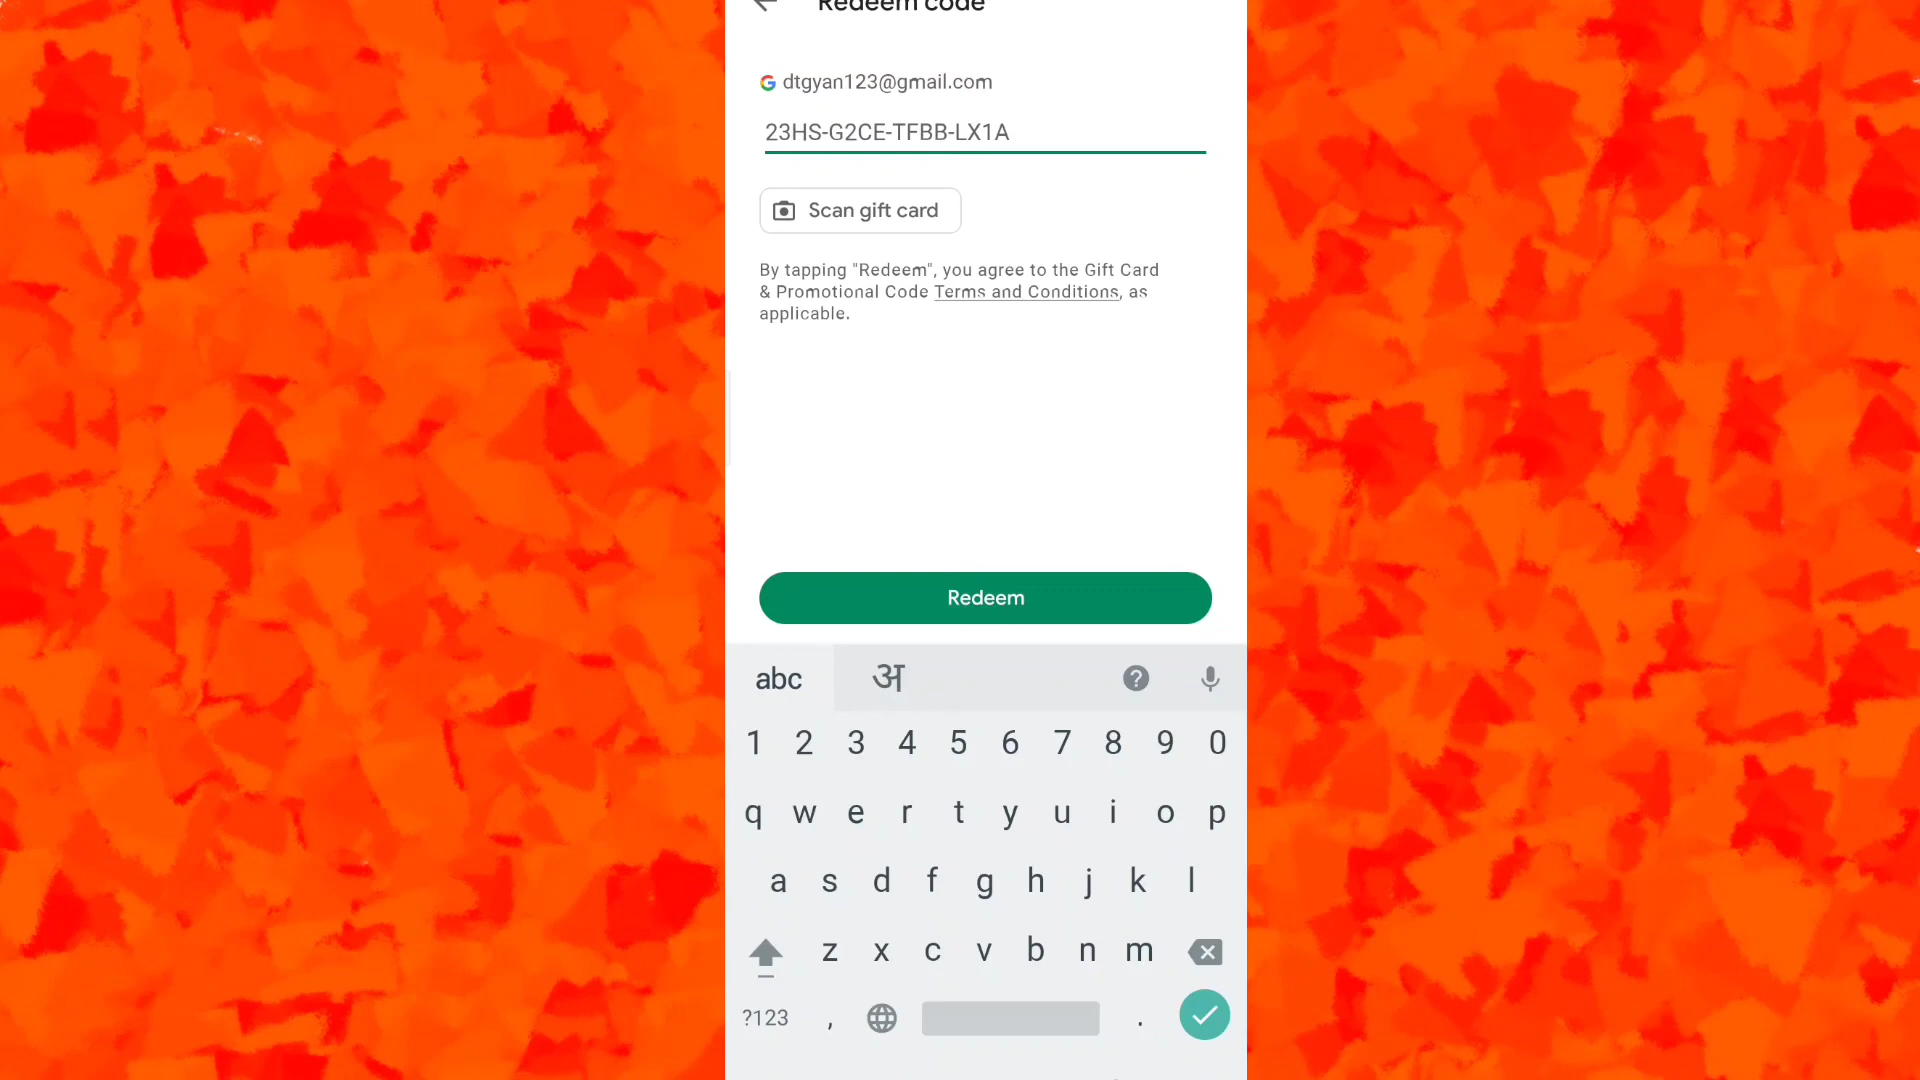 Redeem code
dtgyan123@gmail.com
23HS-G2CE-TFBB-LX1A
Scan gift card
By tapping "Redeem", you agree to the Gift Card
& Promotional Code Terms and Conditions, as
applicable.
Redeem
abc अ
1 2 3 4 5 6 7 8 9 0
q w e r t y u i o p
a s d f g h j k l
z x c v b n m
?123 , .